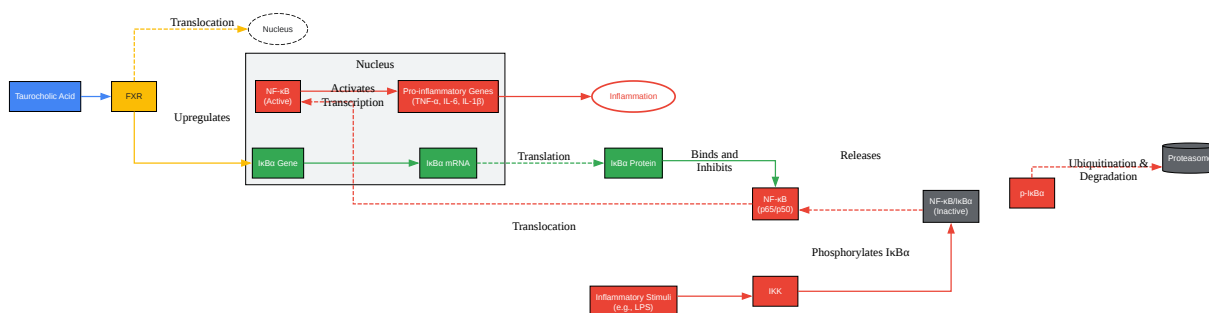 Translocation
Nucleus
Nucleus
Taurocholic Acid
FXR
NF-κB
(Active)
Activates
Transcription
Pro-inflammatory Genes
(TNF-α, IL-6, IL-1β)
Inflammation
Upregulates
IκBα Gene
IκBα mRNA
Translation
IκBα Protein
Binds and
Inhibits
Releases
Ubiquitination &
Degradation
Proteasome
p-IκBα
NF-κB
(p65/p50)
NF-κB/IκBα
(Inactive)
Translocation
Phosphorylates IκBα
Inflammatory Stimuli
(e.g., LPS)
IKK